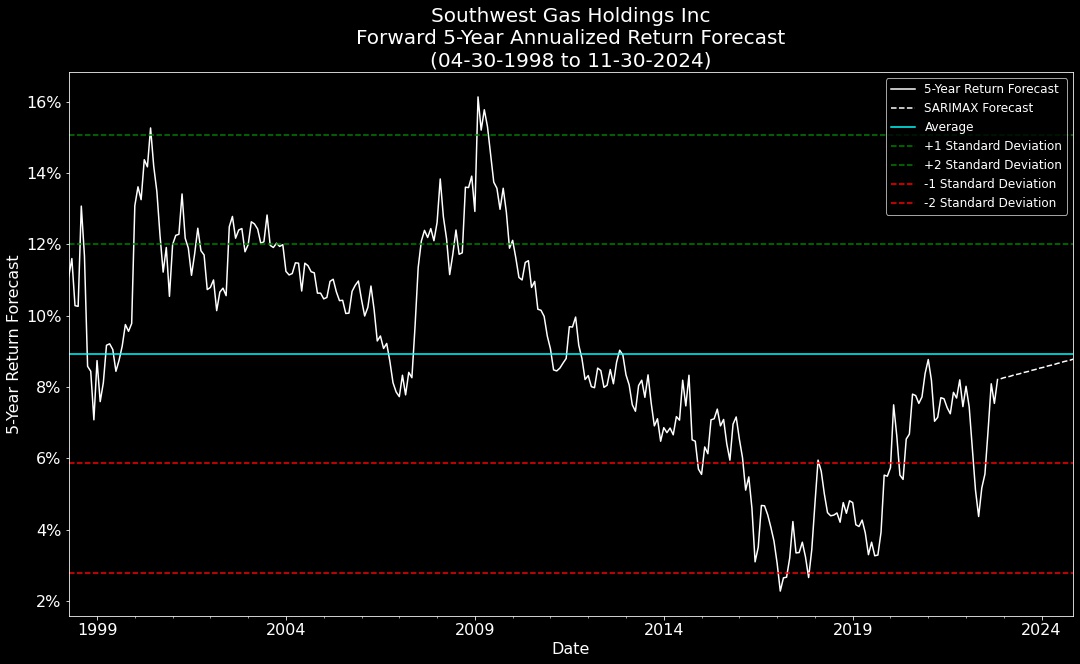 Southwest Gas Holdings Inc
Forward 5-Year Annualized Return Forecast
(04-30-1998 to 11-30-2024)
5-Year Return Forecast
SARIMAX Forecast
Average
+1 Standard Deviation
+2 Standard Deviation
-1 Standard Deviation
-2 Standard Deviation
5-Year Return Forecast
16%
14%
12%
10%
8%
6%
4%
2%
1999
2004
2009
2014
2019
2024
Date